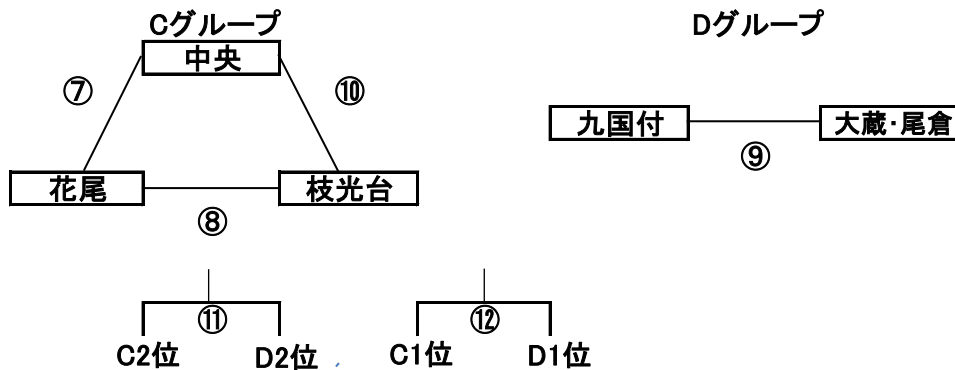 Cグループ
Dグループ
中央
⑦
⑩
九国付
大蔵・尾倉
⑨
花尾
枝光台
⑧
⑪
⑫
C2位
D2位
C1位
D1位